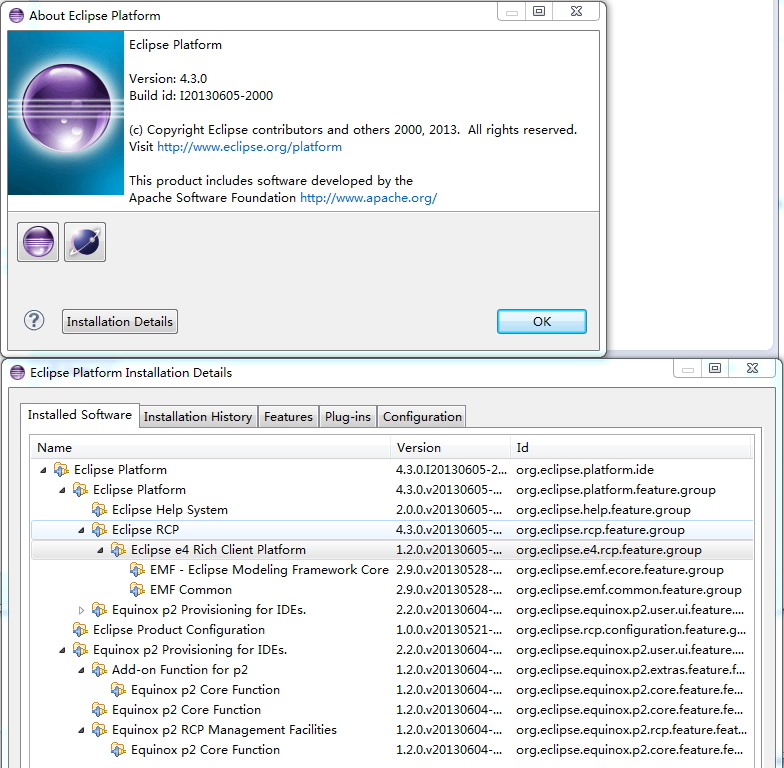 About Eclipse Platform
Eclipse Platform
Version: 4.3.0
Build id: I20130605-2000
(c) Copyright Eclipse contributors and others 2000, 2013.  All rights reserved.
Visit http://www.eclipse.org/platform
This product includes software developed by the
Apache Software Foundation http://www.apache.org/
?
Installation Details
OK
Eclipse Platform Installation Details
Installed Software Installation History Features Plug-ins Configuration
Name Version Id
Eclipse Platform 4.3.0.I20130605-2... org.eclipse.platform.ide
Eclipse Platform 4.3.0.v20130605-... org.eclipse.platform.feature.group
Eclipse Help System 2.0.0.v20130605-... org.eclipse.help.feature.group
Eclipse RCP 4.3.0.v20130605-... org.eclipse.rcp.feature.group
Eclipse e4 Rich Client Platform 1.2.0.v20130605-... org.eclipse.e4.rcp.feature.group
EMF - Eclipse Modeling Framework Core 2.9.0.v20130528-... org.eclipse.emf.ecore.feature.group
EMF Common 2.9.0.v20130528-... org.eclipse.emf.common.feature.group
Equinox p2 Provisioning for IDEs. 2.2.0.v20130604-... org.eclipse.equinox.p2.user.ui.feature....
Eclipse Product Configuration 1.0.0.v20130521-... org.eclipse.rcp.configuration.feature.g...
Equinox p2 Provisioning for IDEs. 2.2.0.v20130604-... org.eclipse.equinox.p2.user.ui.feature....
Add-on Function for p2 1.2.0.v20130604-... org.eclipse.equinox.p2.extras.feature.f...
Equinox p2 Core Function 1.2.0.v20130604-... org.eclipse.equinox.p2.core.feature.fe...
Equinox p2 Core Function 1.2.0.v20130604-... org.eclipse.equinox.p2.core.feature.fe...
Equinox p2 RCP Management Facilities 1.2.0.v20130604-... org.eclipse.equinox.p2.rcp.feature.feat...
Equinox p2 Core Function 1.2.0.v20130604-... org.eclipse.equinox.p2.core.feature.fe...